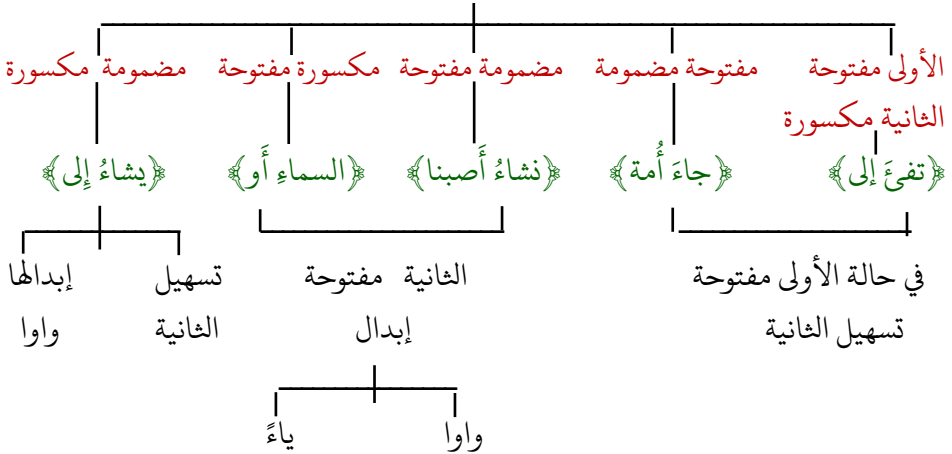 الأولى مفتوحة مفتوحة مضمومة مضمومة مفتوحة مكسورة مفتوحة مضمومة مكسورة
الثانية مكسورة
﴿تفئَ إلى﴾ ﴿جاءَ أُمة﴾ ﴿نشاءُ أَصبنا﴾ ﴿السماءِ أَو﴾ ﴿يشاءُ إِلى﴾
في حالة الأولى مفتوحة الثانية مفتوحة تسهيل إبدالها
تسهيل الثانية إبدال الثانية واوا
واوا ياءً